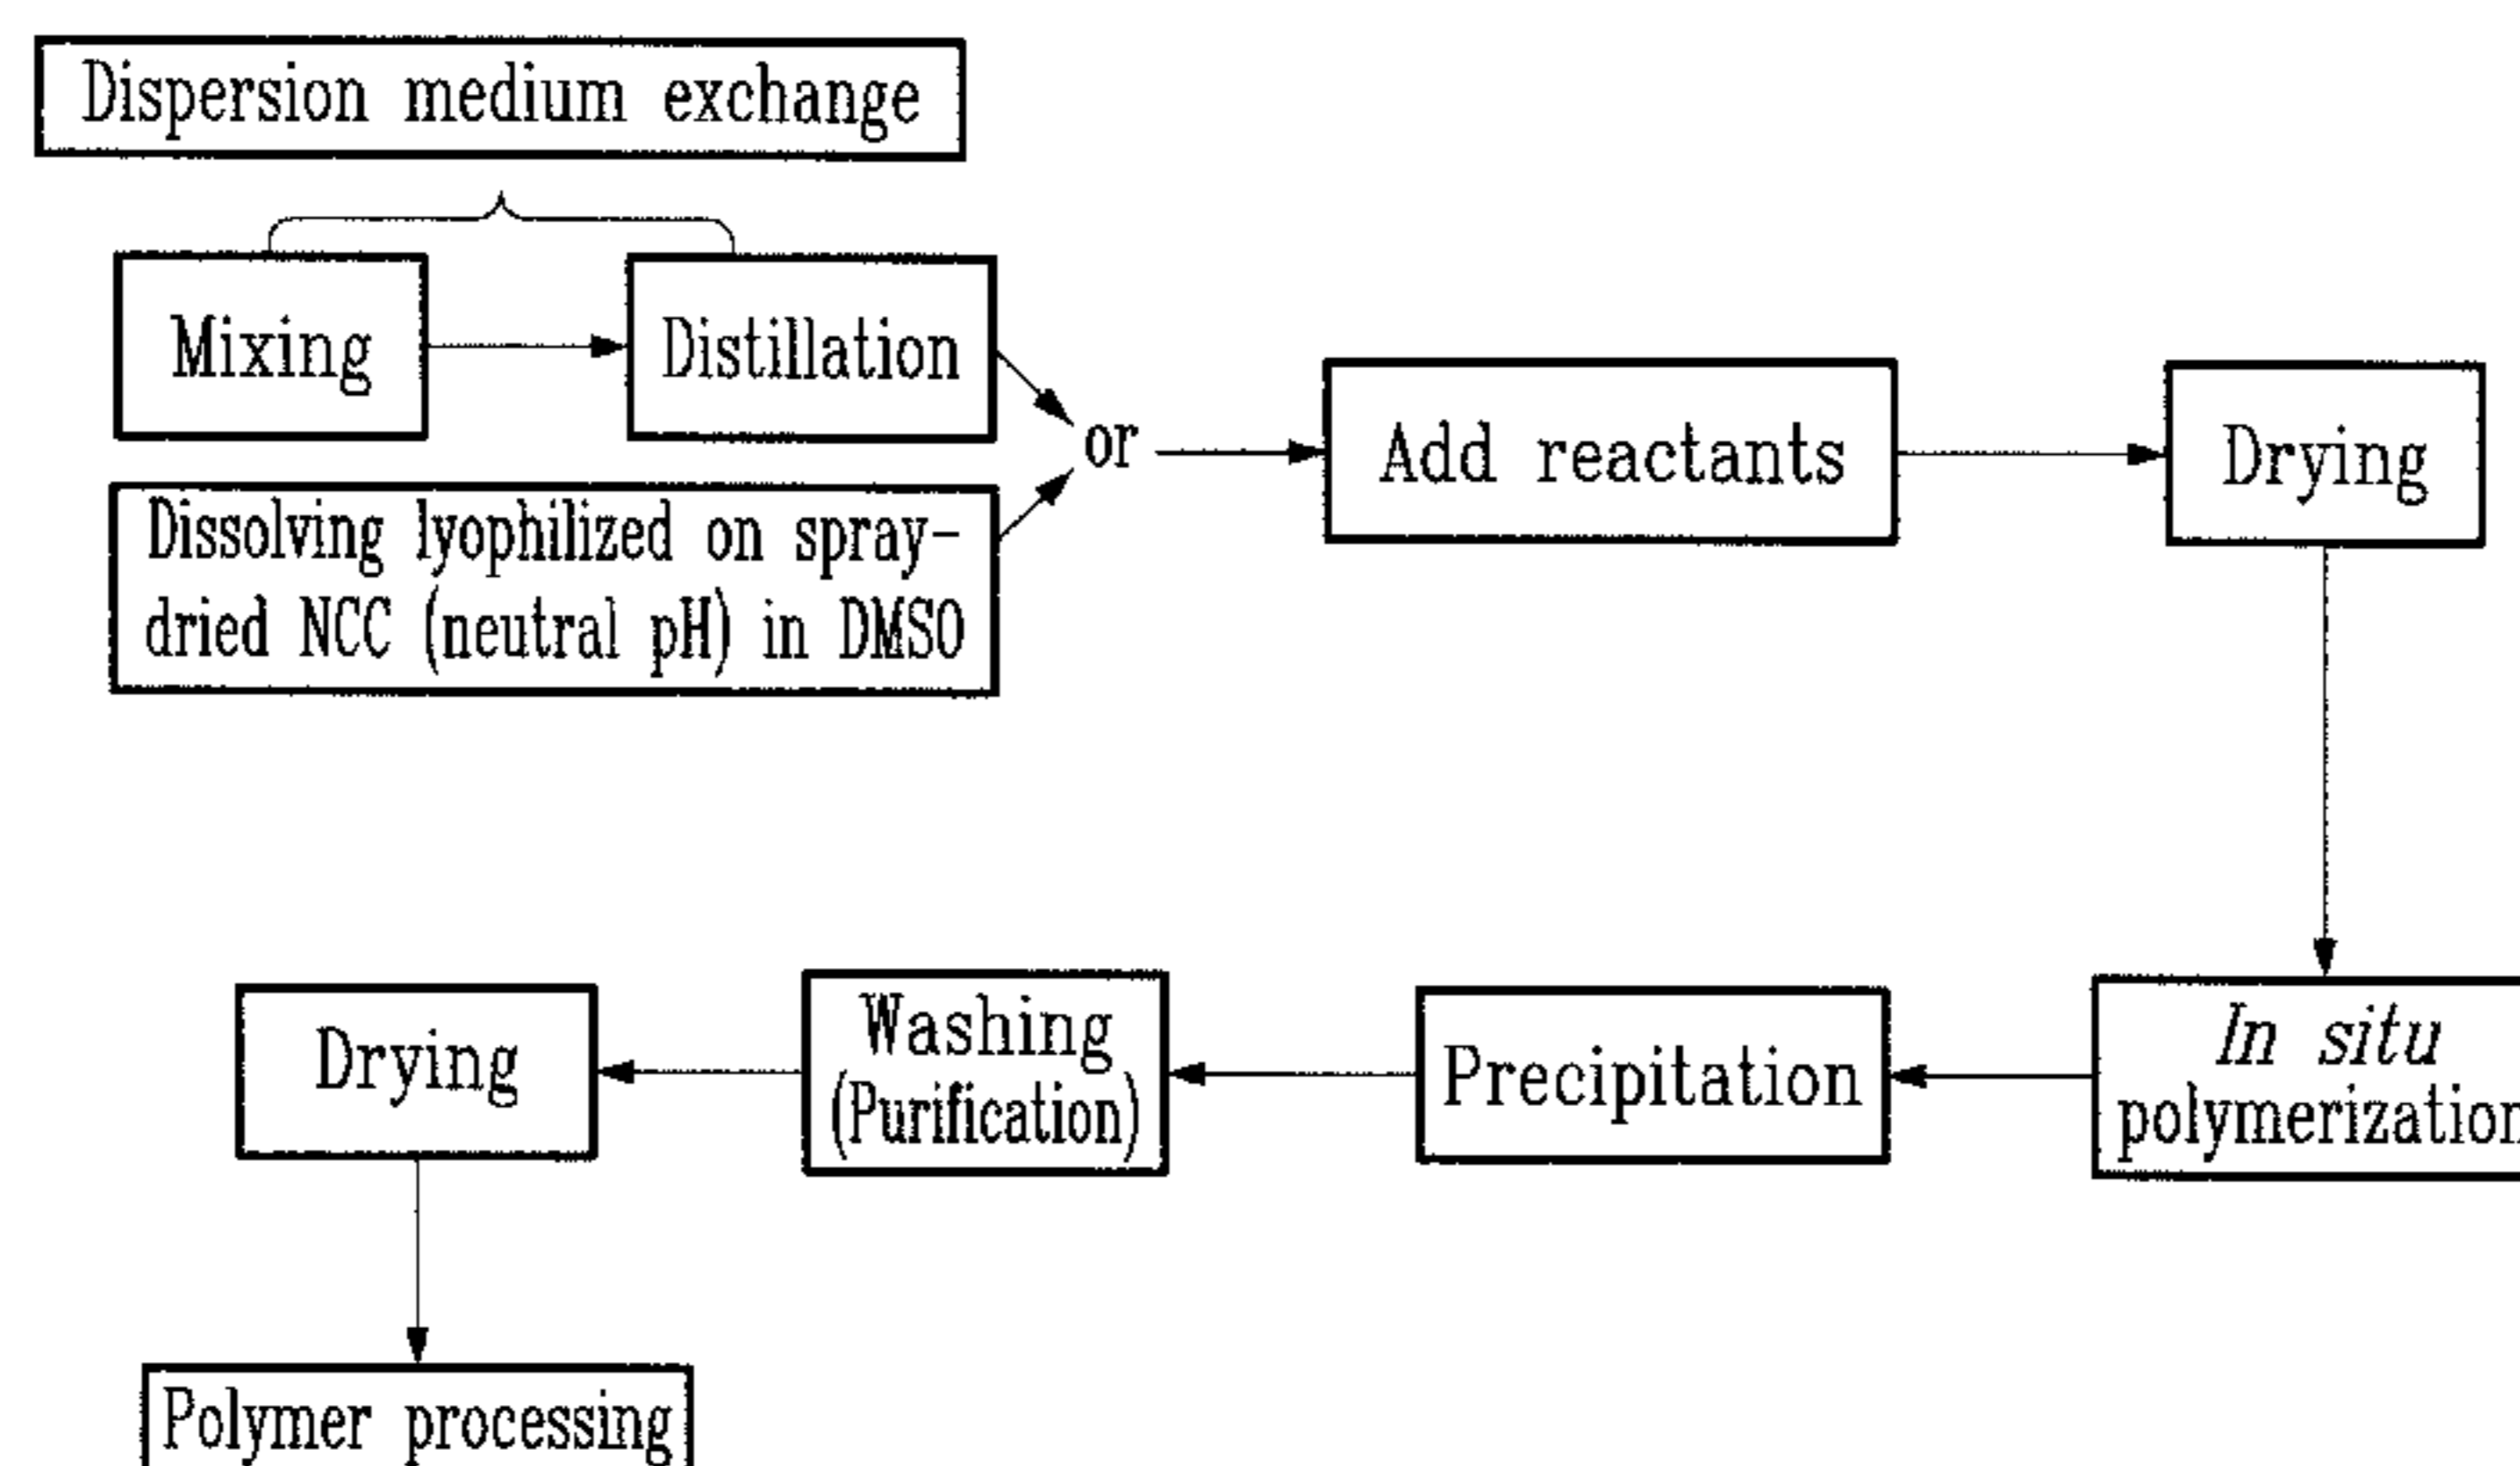 Dispersion medium exchange
Mixing
Distillation
or
Dissolving lyophilized on spray-
dried NCC (neutral pH) in DMSO
Add reactants
Drying
In situ
polymerization
Precipitation
Washing
(Purification)
Drying
Polymer processing